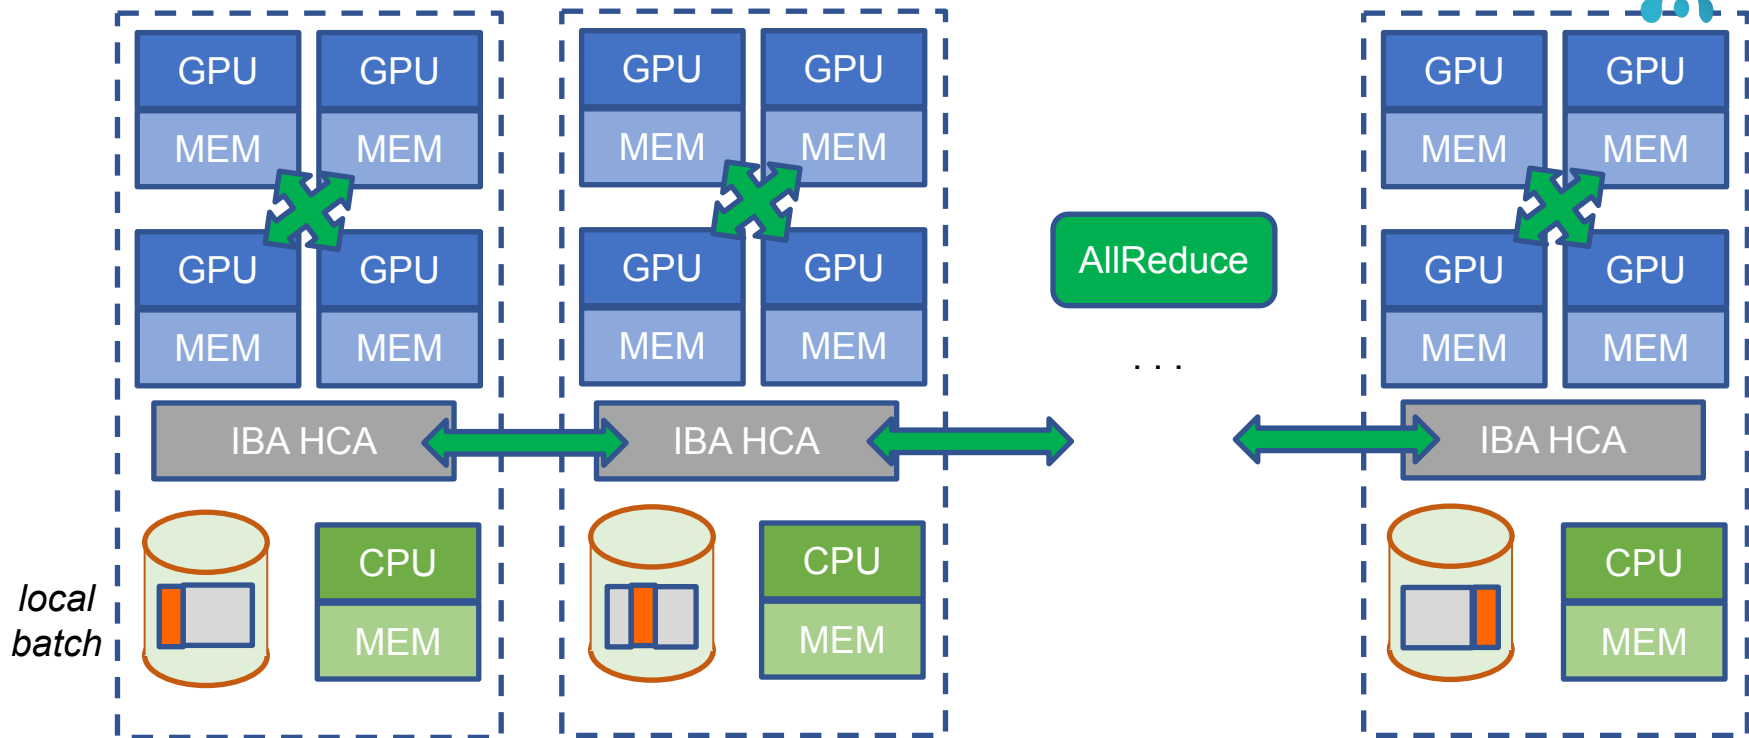 GPU GPU GPU GPU GPU GPU
MEM MEM MEM MEM MEM MEM
GPU GPU GPU GPU GPU GPU
AllReduce
MEM MEM MEM MEM MEM MEM
. . .
IBA HCA IBA HCA IBA HCA
CPU CPU CPU
local
batch
MEM MEM MEM